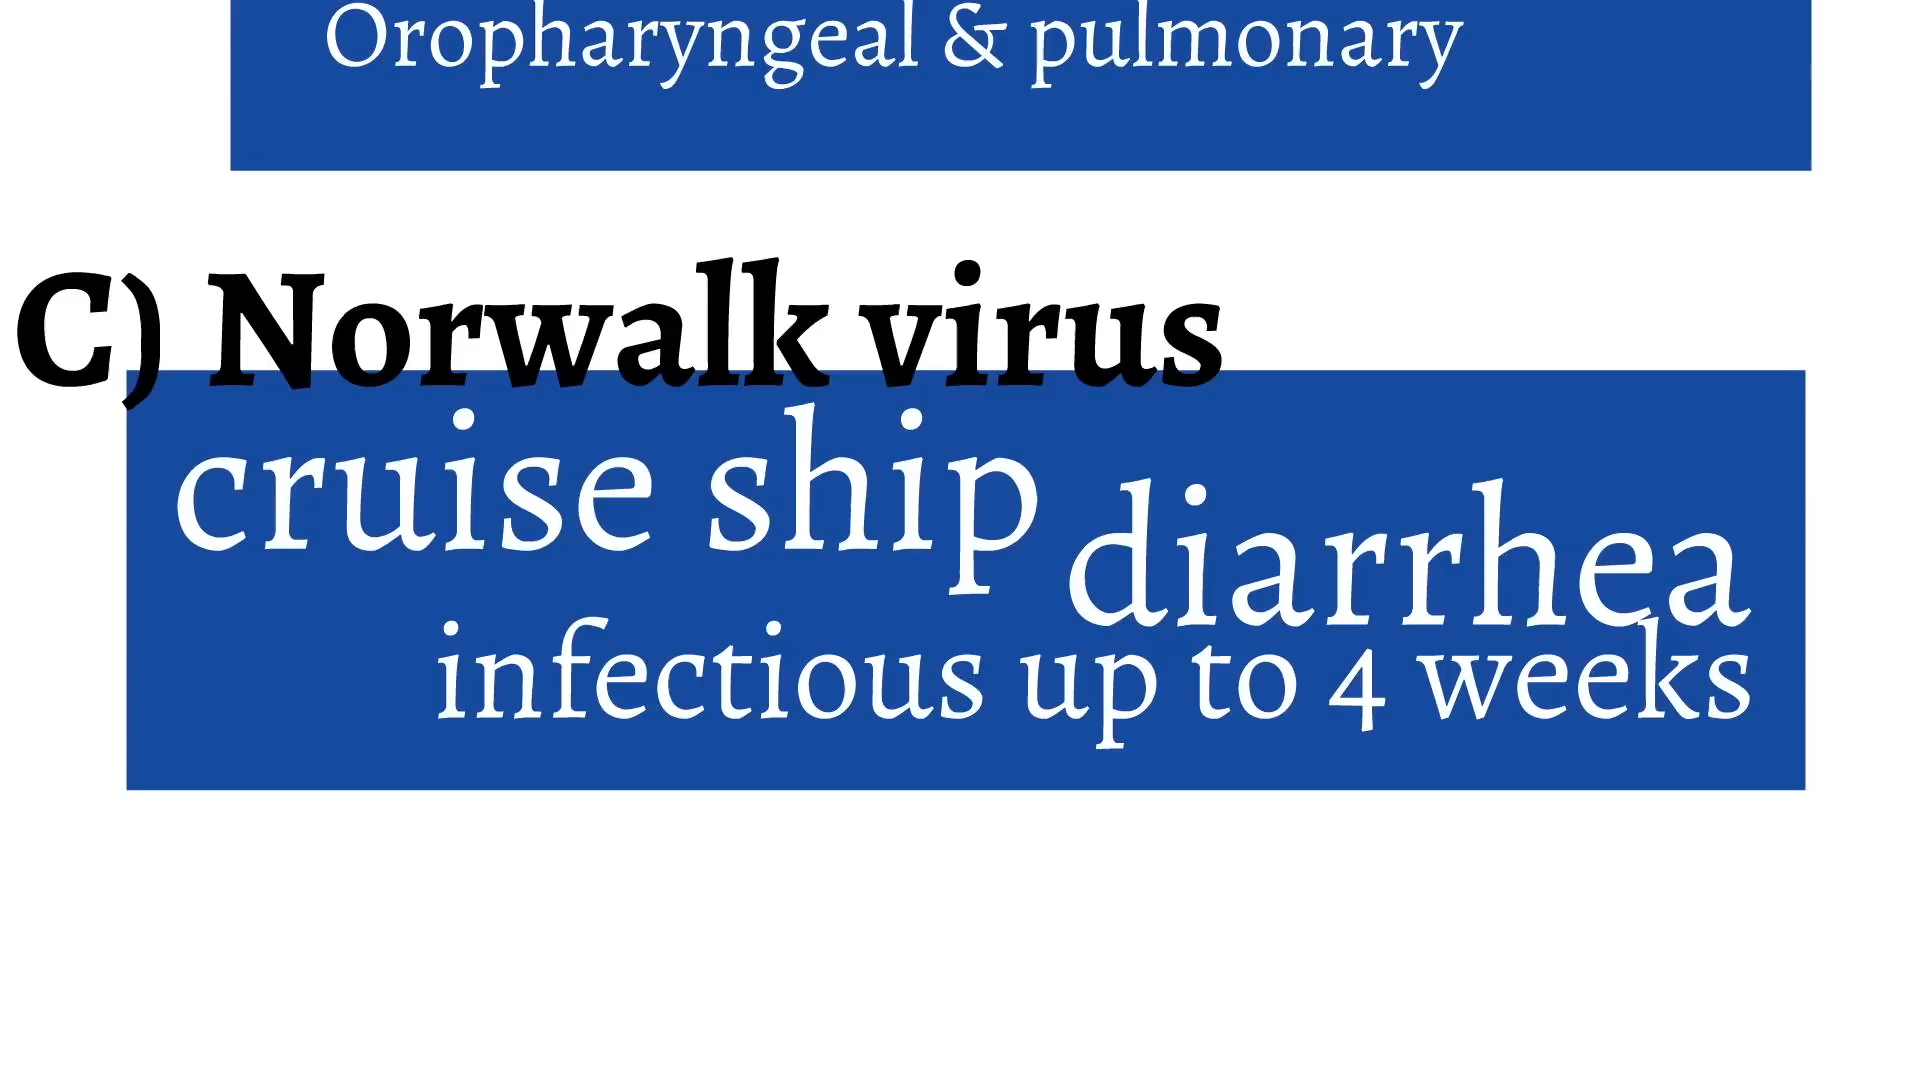 Oropharyngeal & pulmonary
C) Norwalk virus
cruise ship diarrhea
infectious up to 4 weeks